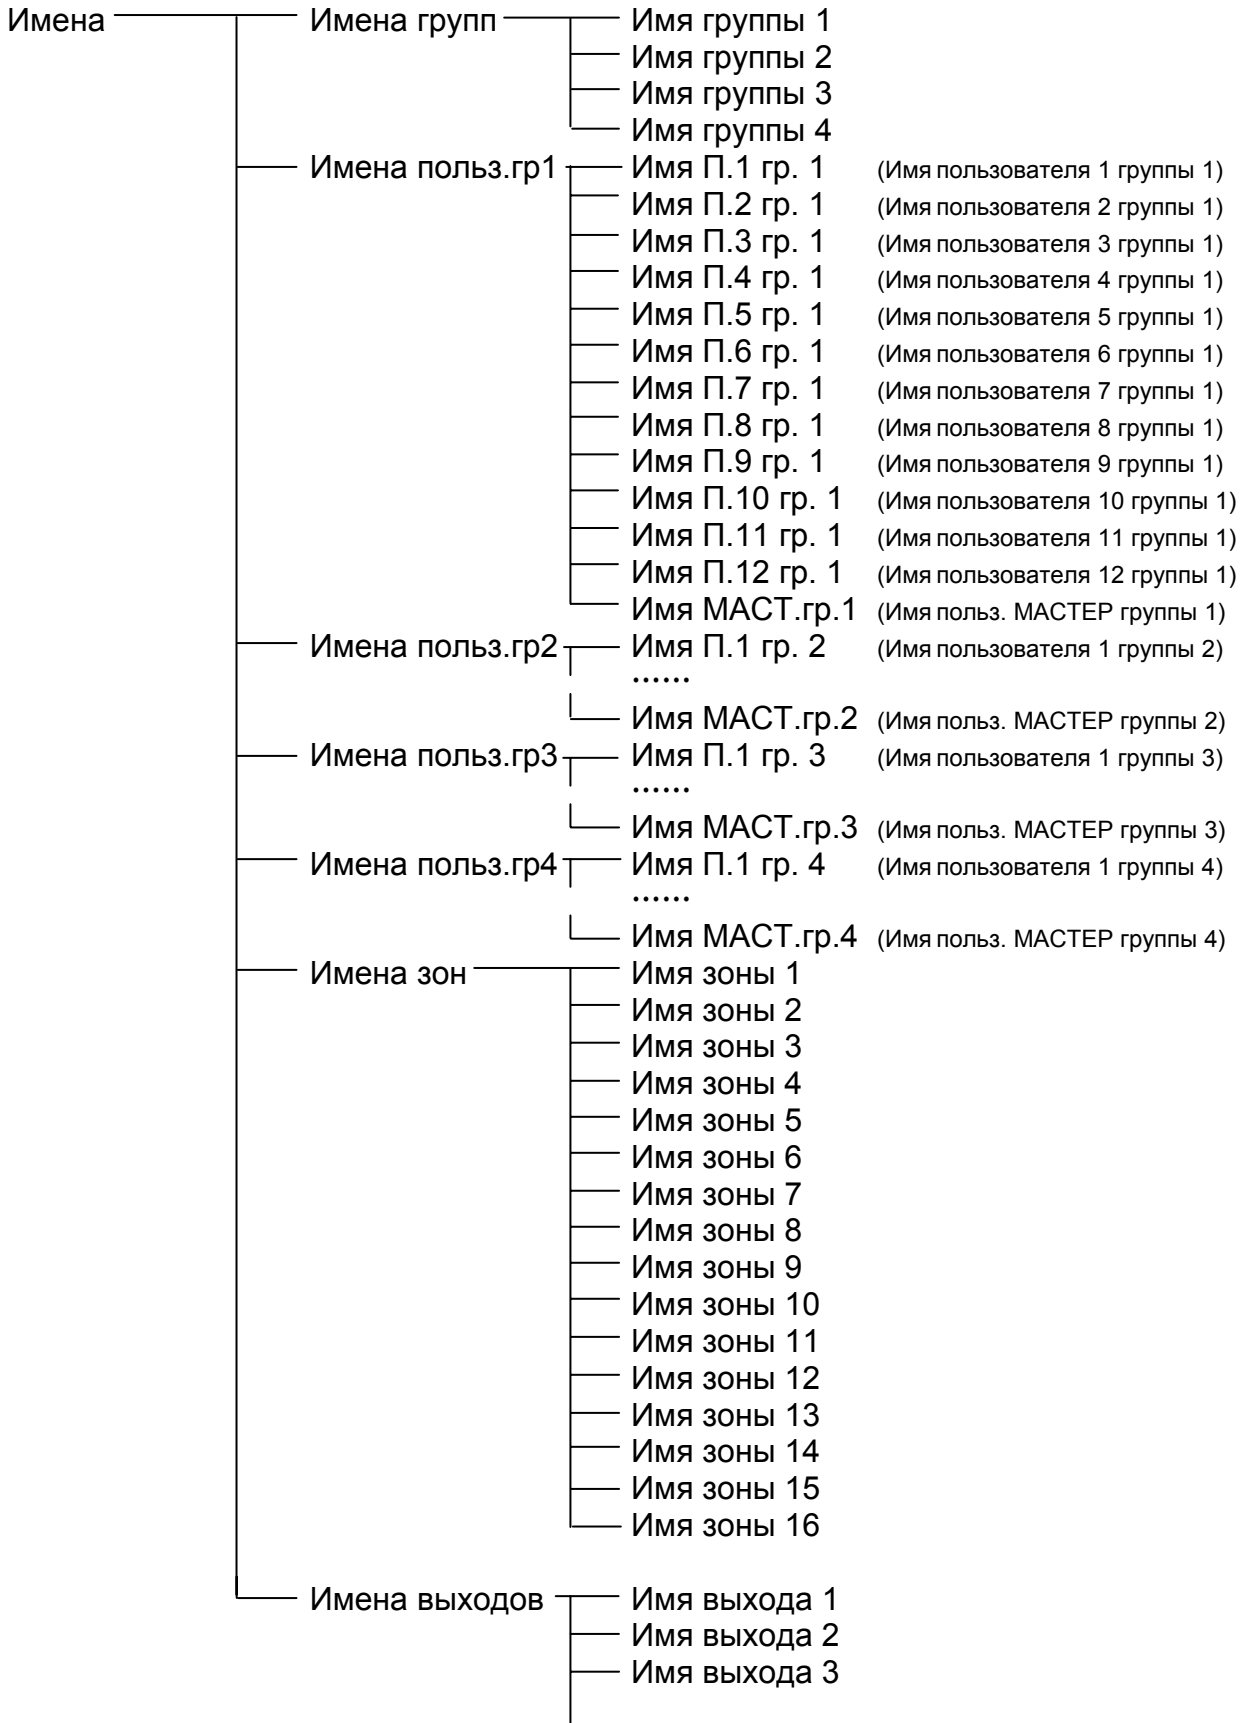 Имена Имена групп Имя группы 1
Имя группы 2
Имя группы 3
Имя группы 4
Имена польз.гр1 Имя П.1 гр. 1 (Имя пользователя 1 группы 1)
Имя П.2 гр. 1 (Имя пользователя 2 группы 1)
Имя П.3 гр. 1 (Имя пользователя 3 группы 1)
Имя П.4 гр. 1 (Имя пользователя 4 группы 1)
Имя П.5 гр. 1 (Имя пользователя 5 группы 1)
Имя П.6 гр. 1 (Имя пользователя 6 группы 1)
Имя П.7 гр. 1 (Имя пользователя 7 группы 1)
Имя П.8 гр. 1 (Имя пользователя 8 группы 1)
Имя П.9 гр. 1 (Имя пользователя 9 группы 1)
Имя П.10 гр. 1 (Имя пользователя 10 группы 1)
Имя П.11 гр. 1 (Имя пользователя 11 группы 1)
Имя П.12 гр. 1 (Имя пользователя 12 группы 1)
Имя МАСТ.гр.1 (Имя польз. МАСТЕР группы 1)
Имена польз.гр2 Имя П.1 гр. 2 (Имя пользователя 1 группы 2)
......
Имя МАСТ.гр.2 (Имя польз. МАСТЕР группы 2)
Имена польз.гр3 Имя П.1 гр. 3 (Имя пользователя 1 группы 3)
......
Имя МАСТ.гр.3 (Имя польз. МАСТЕР группы 3)
Имена польз.гр4 Имя П.1 гр. 4 (Имя пользователя 1 группы 4)
......
Имя МАСТ.гр.4 (Имя польз. МАСТЕР группы 4)
Имена зон Имя зоны 1
Имя зоны 2
Имя зоны 3
Имя зоны 4
Имя зоны 5
Имя зоны 6
Имя зоны 7
Имя зоны 8
Имя зоны 9
Имя зоны 10
Имя зоны 11
Имя зоны 12
Имя зоны 13
Имя зоны 14
Имя зоны 15
Имя зоны 16
Имена выходов Имя выхода 1
Имя выхода 2
Имя выхода 3